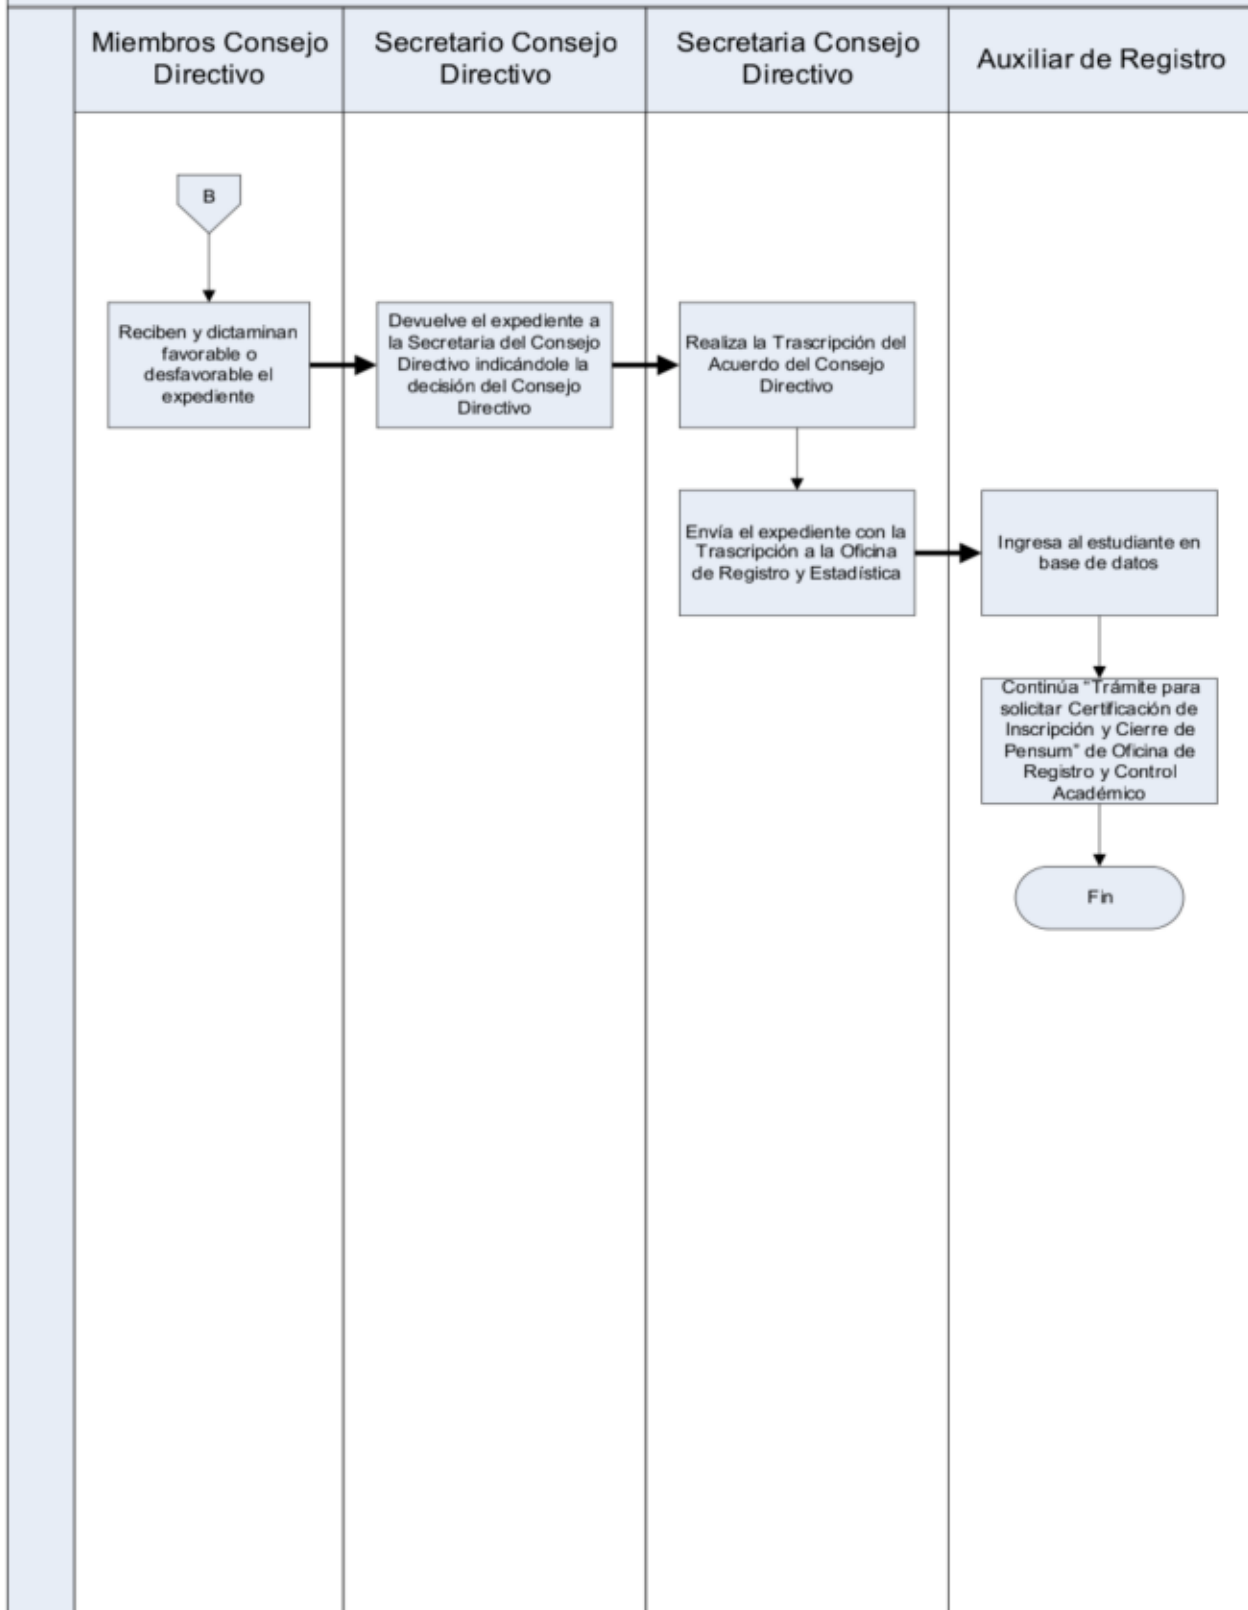 Miembros Consejo
Directivo
Secretario Consejo
Directivo
Secretaria Consejo
Directivo
Auxiliar de Registro
B
Reciben y dictaminan
favorable o
desfavorable el
expediente
Devuelve el expediente a
la Secretaria del Consejo
Directivo indicándole la
decisión del Consejo
Directivo
Realiza la Trascripción del
Acuerdo del Consejo
Directivo
Envía el expediente con la
Trascripción a la Oficina
de Registro y Estadística
Ingresa al estudiante en
base de datos
Continúa "Trámite para
solicitar Certificación de
Inscripción y Cierre de
Pensum" de Oficina de
Registro y Control
Académico
Fin